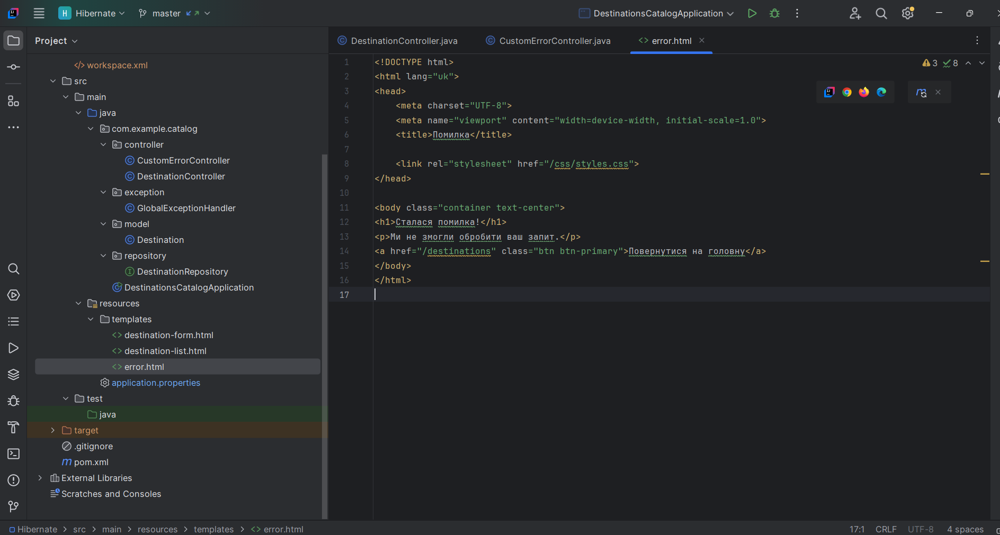 H Hibernate master DestinationsCatalogApplication
Project
workspace.xml
src
main
java
com.example.catalog
controller
CustomErrorController
DestinationController
exception
GlobalExceptionHandler
model
Destination
repository
DestinationRepository
DestinationsCatalogApplication
resources
templates
destination-form.html
destination-list.html
error.html
application.properties
test
java
target
.gitignore
pom.xml
External Libraries
Scratches and Consoles
DestinationController.java CustomErrorController.java error.html
3 8
1 <!DOCTYPE html>
2 <html lang="uk">
3 <head>
4 <meta charset="UTF-8">
5 <meta name="viewport" content="width=device-width, initial-scale=1.0">
6 <title>Помилка</title>
7
8 <link rel="stylesheet" href="/css/styles.css">
9 </head>
10
11 <body class="container text-center">
12 <h1>Сталася помилка!</h1>
13 <p>Ми не змогли обробити ваш запит.</p>
14 <a href="/destinations" class="btn btn-primary">Повернутися на головну</a>
15 </body>
16 </html>
17
Hibernate > src > main > resources > templates > error.html
17:1 CRLF UTF-8 4 spaces